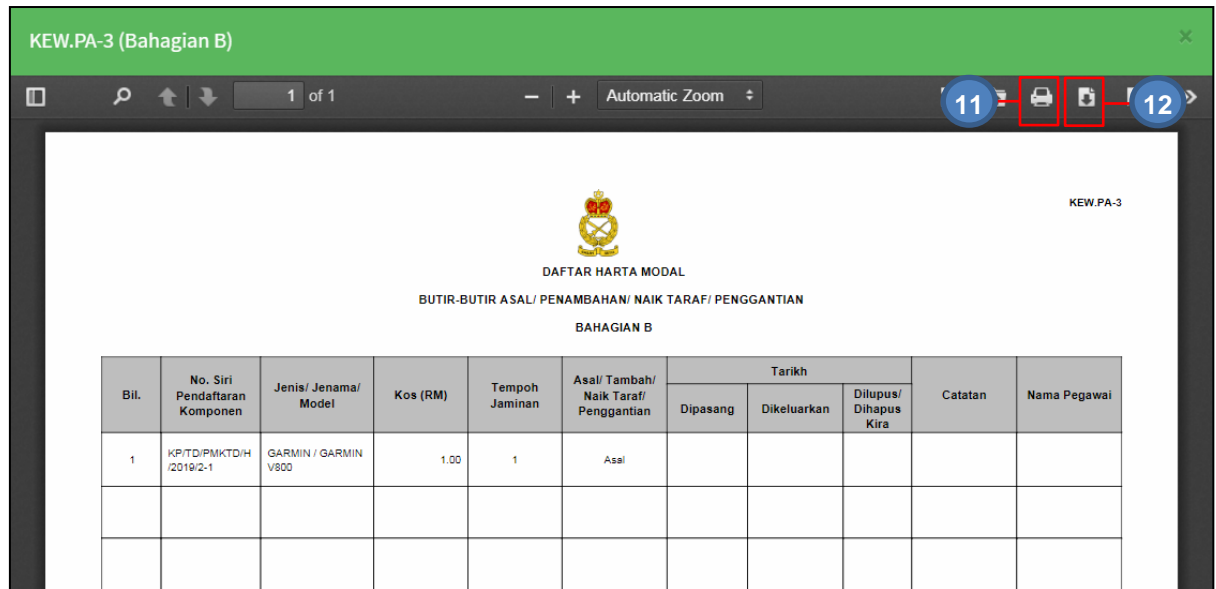 KEW.PA-3 (Bahagian B)
×
1 of 1
Automatic Zoom
11
12
KEW.PA-3
DAFTAR HARTA MODAL
BUTIR-BUTIR ASAL/ PENAMBAHAN/ NAIK TARAF/ PENGGANTIAN
BAHAGIAN B
Bil.
No. Siri
Pendaftaran
Komponen
Jenis/ Jenama/
Model
Kos (RM)
Tempoh
Jaminan
Asal/ Tambah/
Naik Taraf/
Penggantian
Tarikh
Dipasang
Dikeluarkan
Dilupus/
Dihapus
Kira
Catatan
Nama Pegawai
1
KP/TD/PMKTD/H
/2019/2-1
GARMIN / GARMIN
V800
1.00
1
Asal